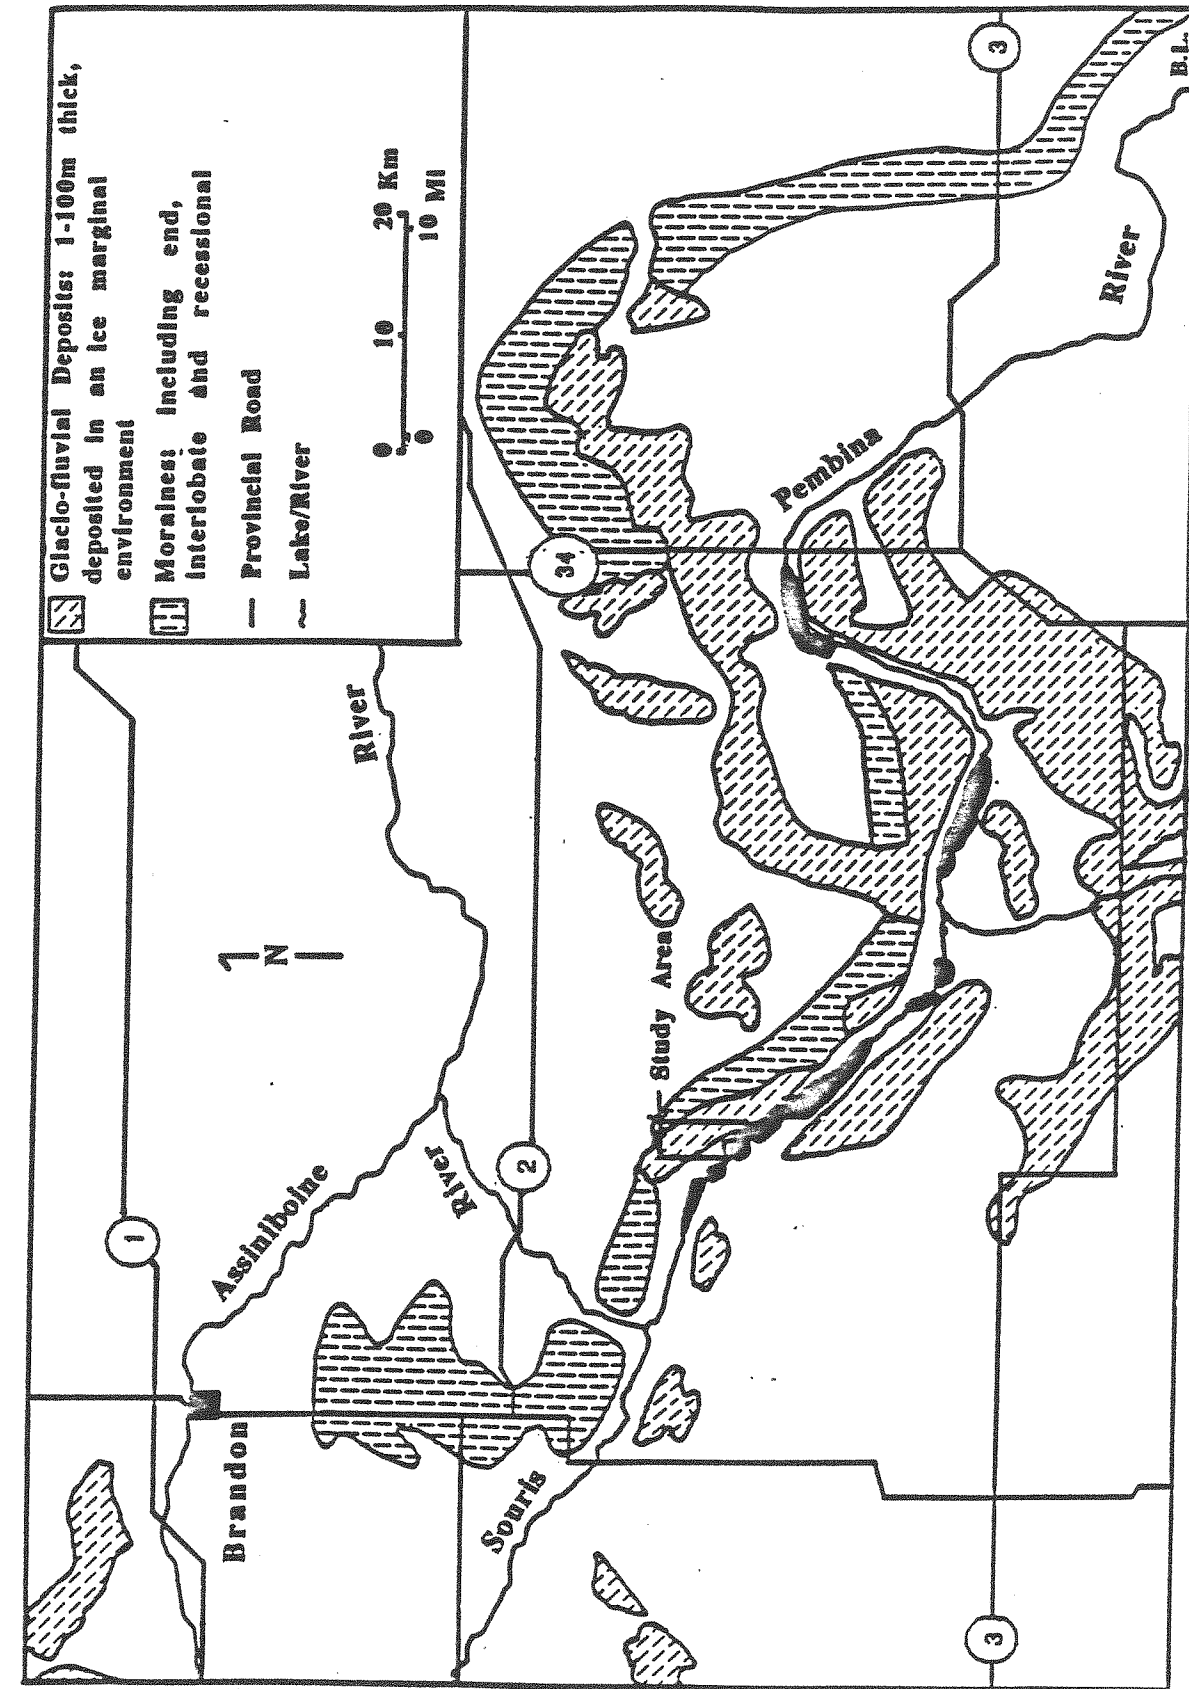 Glacio-fluvial Deposits: 1-100m thick,
deposited in an ice marginal
environment
Moraines: including end,
interlobate and recessional
Provincial Road
Lake/River
0 10 20 Km
0 10 Mi
1
Assiniboine
River
Brandon
N
2
River
Souris
34
Study Area
Pembina
River
3
3
B.L.